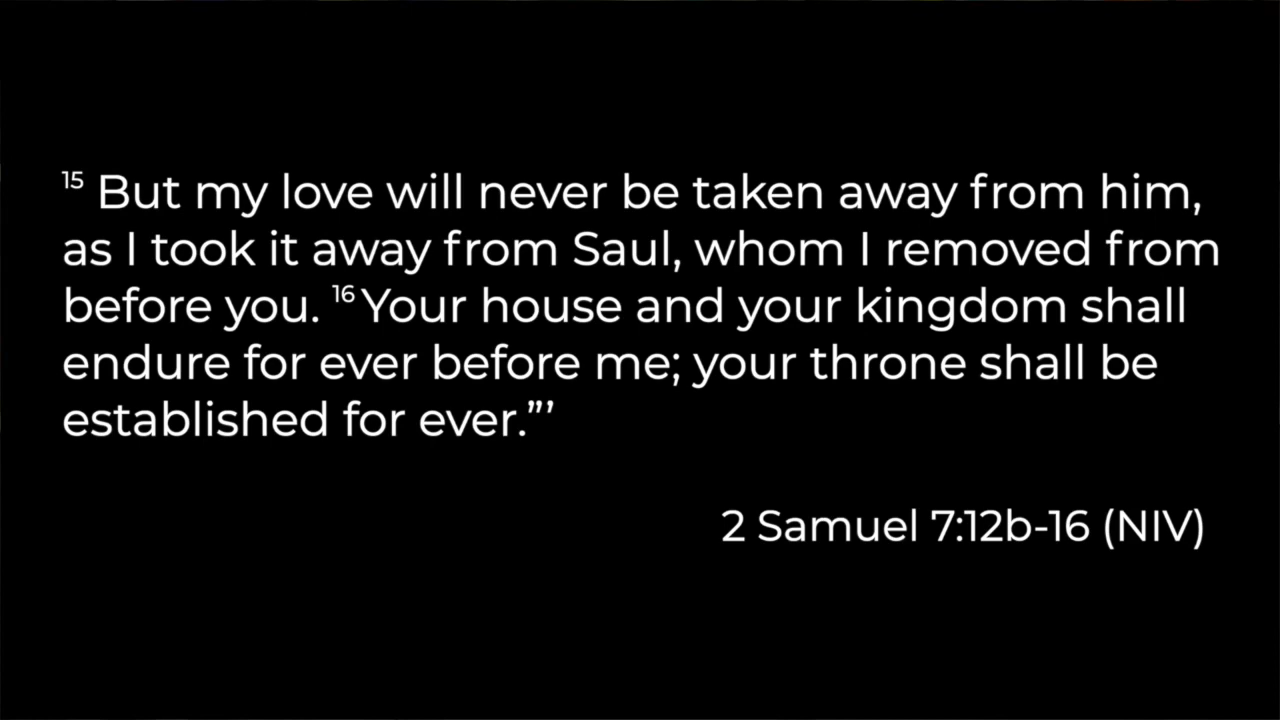 15 But my love will never be taken away from him,
as I took it away from Saul, whom I removed from
before you. 16 Your house and your kingdom shall
endure for ever before me; your throne shall be
established for ever.”’
2 Samuel 7:12b-16 (NIV)